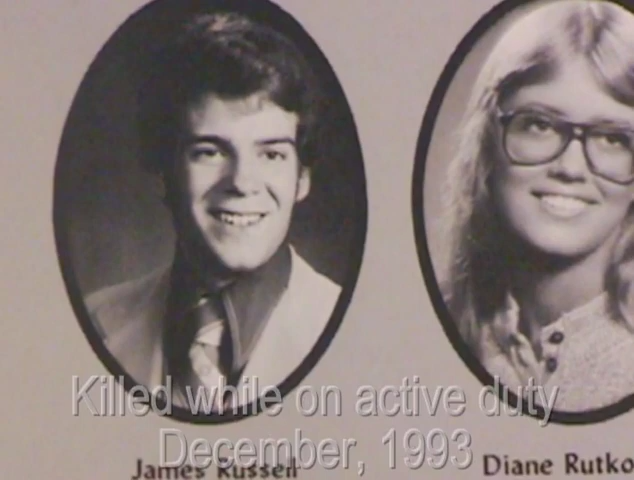 Killed while on active duty
December, 1993
James Russell
Diane Rutko